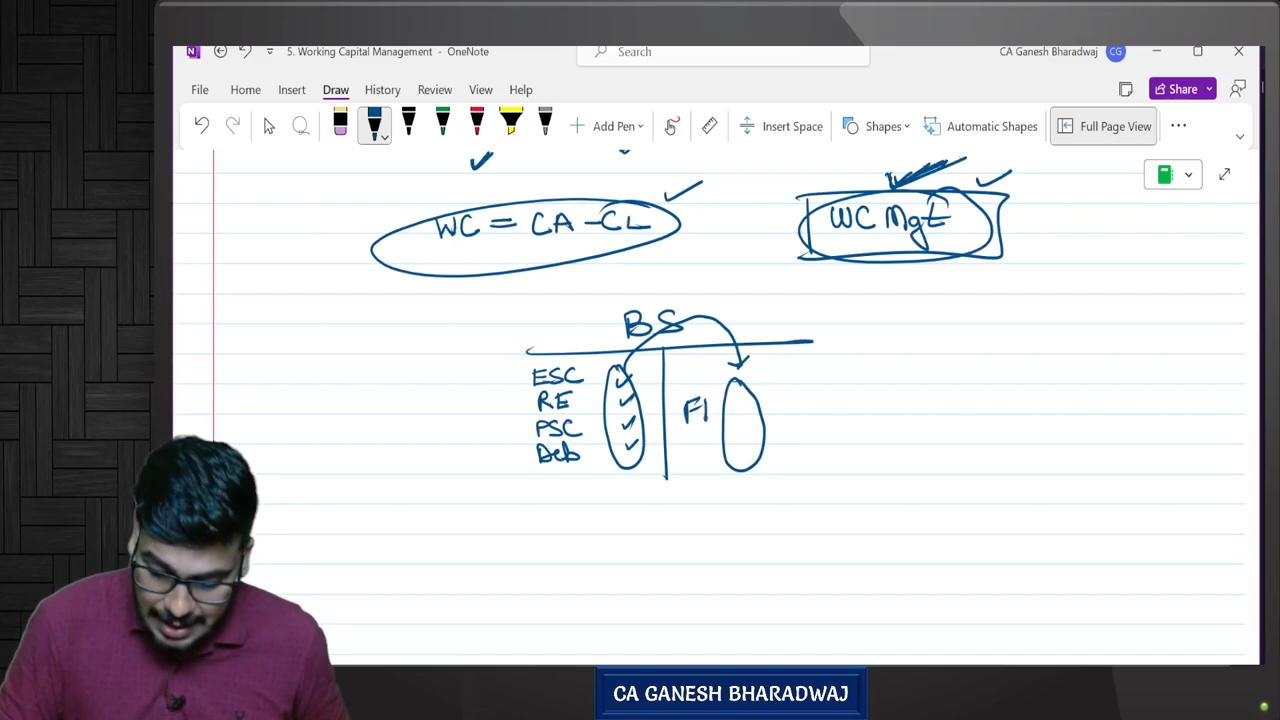 5. Working Capital Management - OneNote
Search
CA Ganesh Bharadwaj
CG
File Home Insert Draw History Review View Help
Share
Add Pen
Insert Space
Shapes
Automatic Shapes
Full Page View
WC = CA - CL
WC Mgt
BS
ESC
RE
PSC
Deb
CA GANESH BHARADWAJ